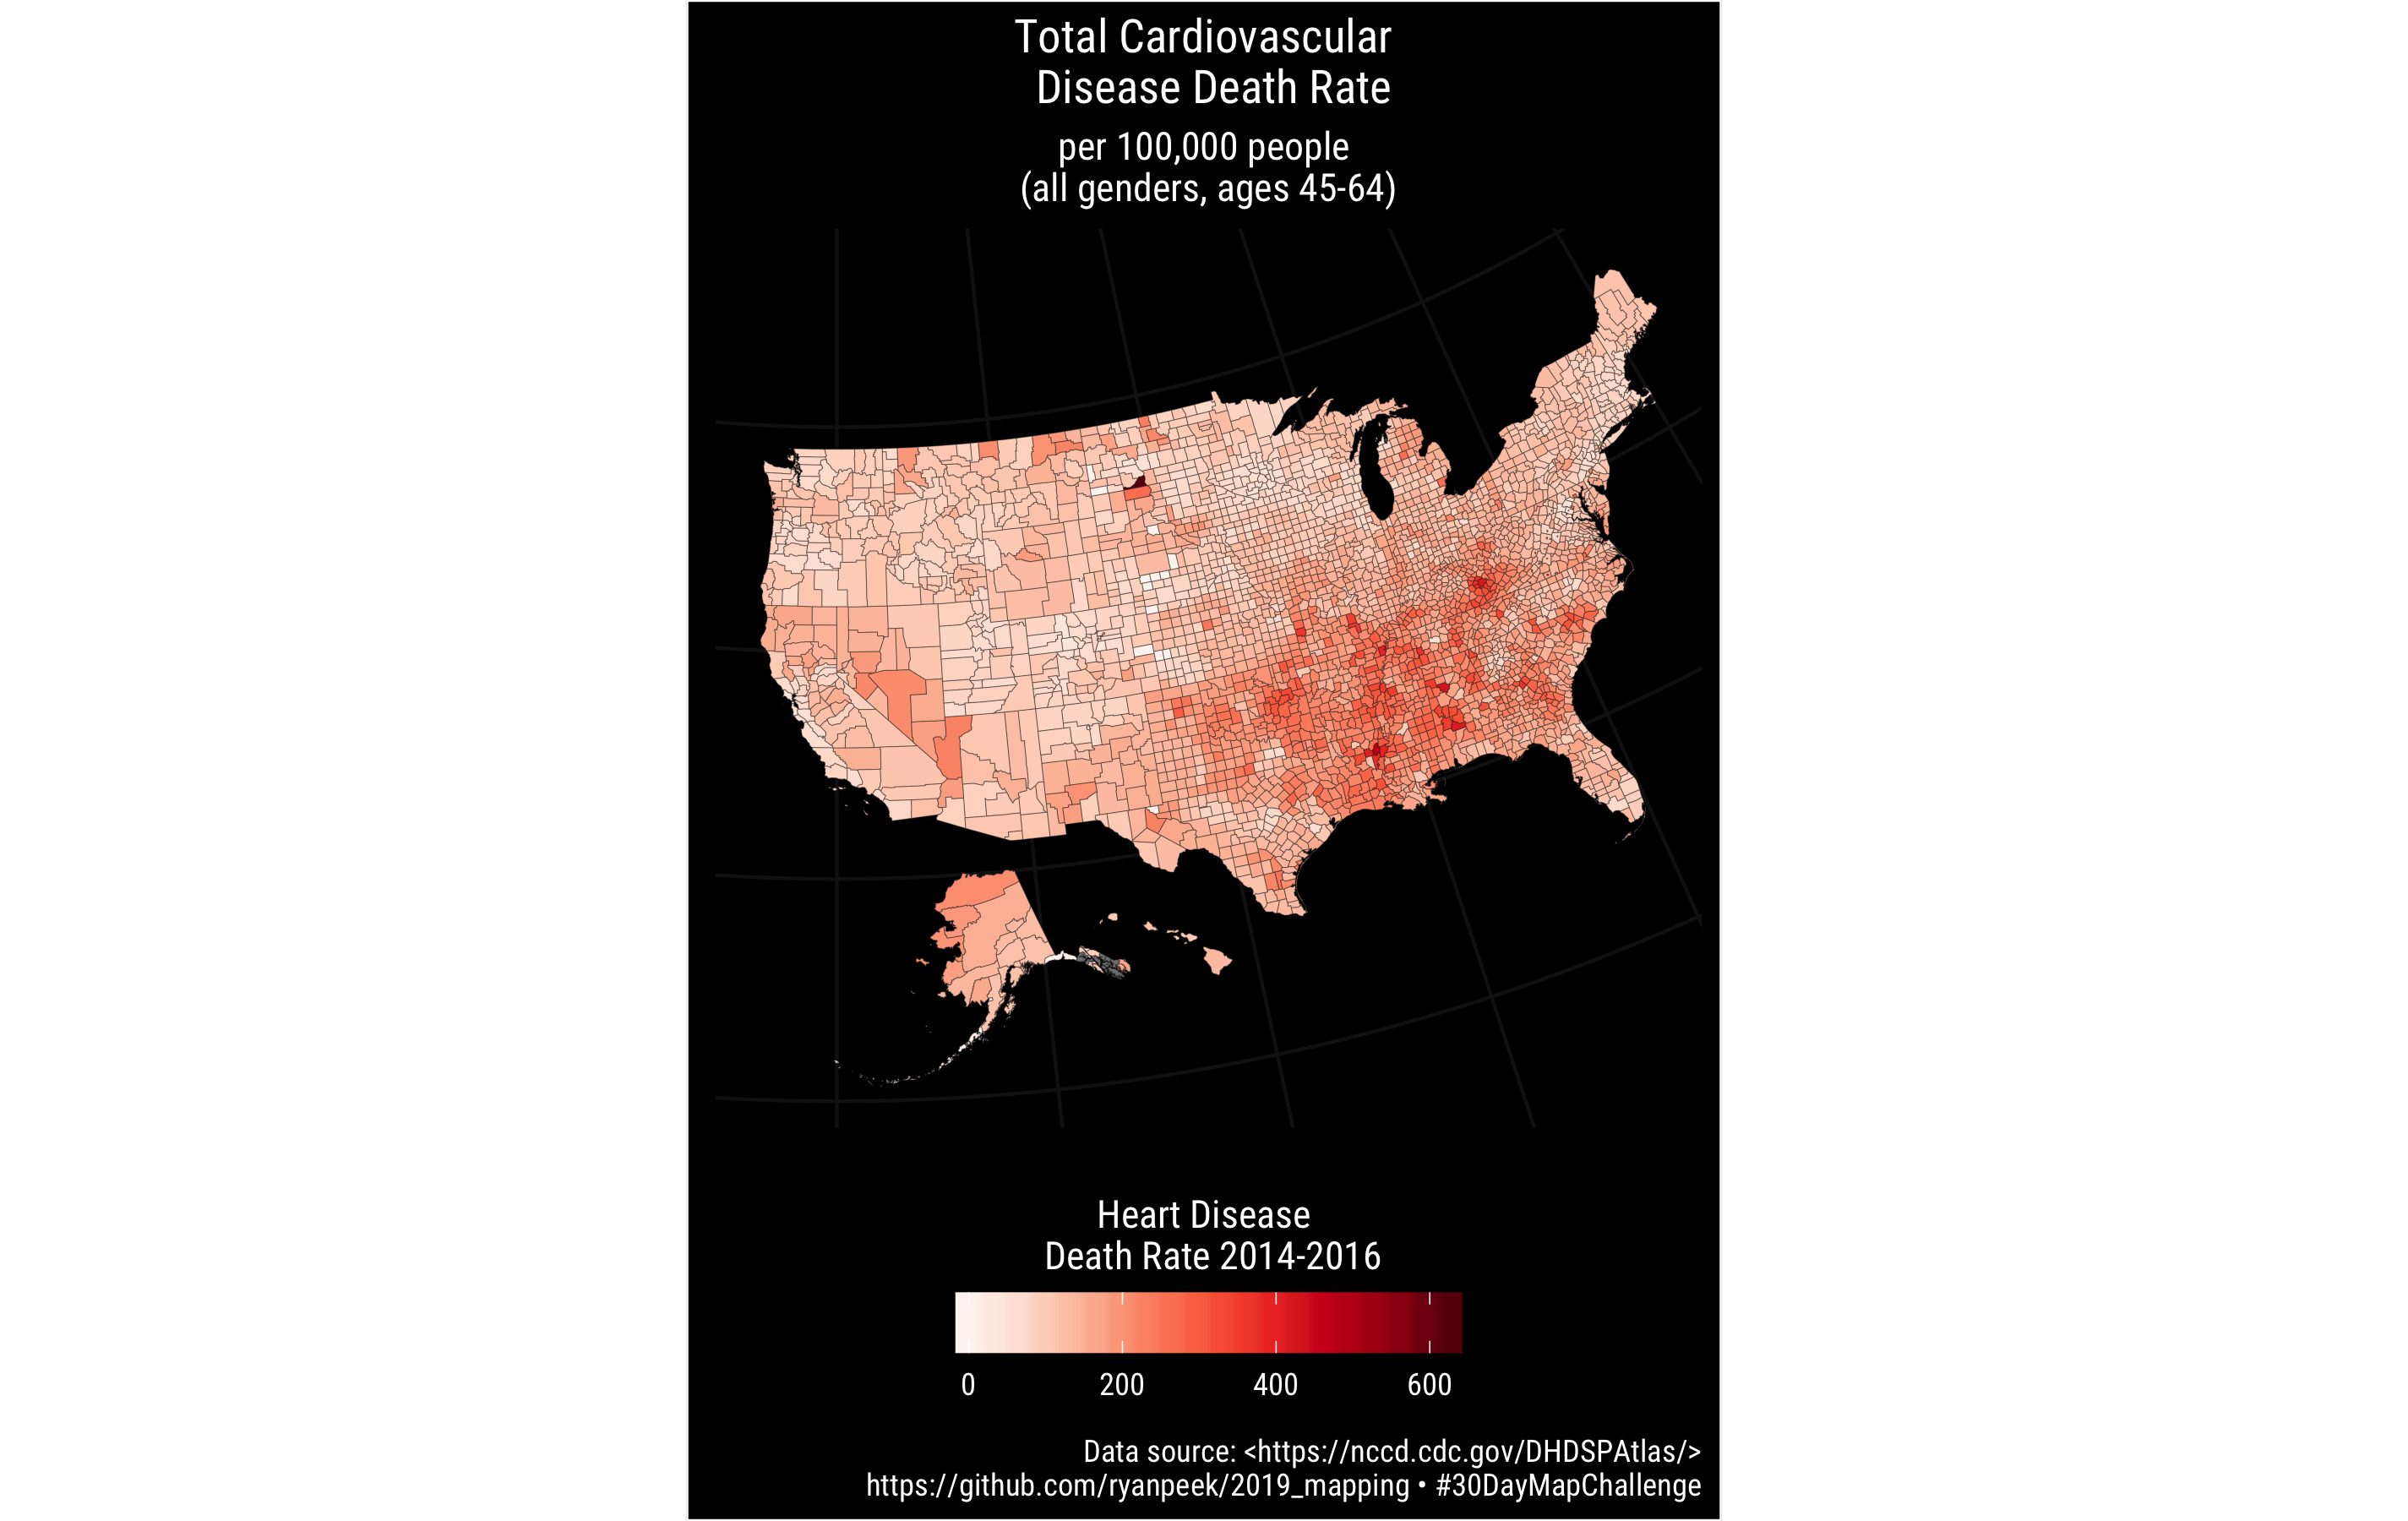 Total Cardiovascular
Disease Death Rate
per 100,000 people
(all genders, ages 45-64)
Heart Disease
Death Rate 2014-2016
0 200 400 600
Data source: <https://nccd.cdc.gov/DHDSPAtlas/>
https://github.com/ryanpeek/2019_mapping • #30DayMapChallenge